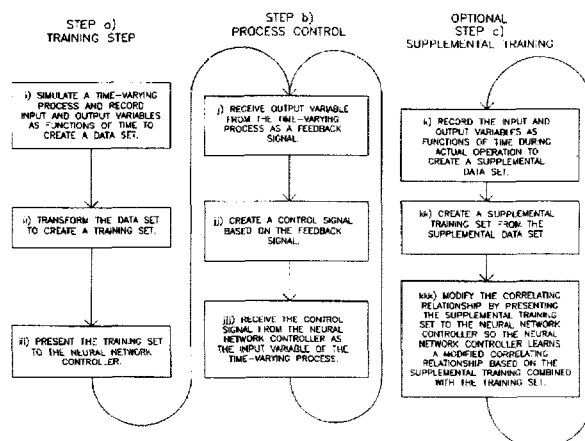 STEP a)
TRAINING STEP
i) SIMULATE A TIME-VARYING
PROCESS AND RECORD
INPUT AND OUTPUT VARIABLES
AS FUNCTIONS OF TIME TO
CREATE A DATA SET.
ii) TRANSFORM THE DATA SET
TO CREATE A TRAINING SET.
iii) PRESENT THE TRAINING SET
TO THE NEURAL NETWORK
CONTROLLER.
STEP b)
PROCESS CONTROL
j) RECEIVE OUTPUT VARIABLE
FROM THE TIME-VARYING
PROCESS AS A FEEDBACK
SIGNAL.
jj) CREATE A CONTROL SIGNAL
BASED ON THE FEEDBACK
SIGNAL.
jjj) RECEIVE THE CONTROL
SIGNAL FROM THE NEURAL
NETWORK CONTROLLER AS
THE INPUT VARIABLE OF THE
TIME-VARYING PROCESS.
OPTIONAL
STEP c)
SUPPLEMENTAL TRAINING
k) RECORD THE INPUT AND
OUTPUT VARIABLES AS
FUNCTIONS OF TIME DURING
ACTUAL OPERATION TO
CREATE A SUPPLEMENTAL
DATA SET.
kk) CREATE A SUPPLEMENTAL
TRAINING SET FROM THE
SUPPLEMENTAL DATA SET
kkk) MODIFY THE CORRELATING
RELATIONSHIP BY PRESENTING
THE SUPPLEMENTAL TRAINING
SET TO THE NEURAL NETWORK
CONTROLLER SO THE NEURAL
NETWORK CONTROLLER LEARNS
A MODIFIED CORRELATING
RELATIONSHIP BASED ON THE
SUPPLEMENTAL TRAINING COMBINED
WITH THE TRAINING SET.